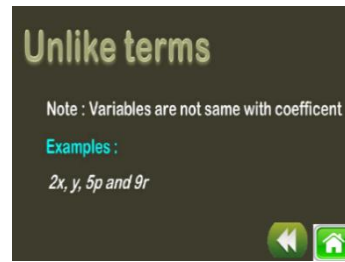 Unlike terms
Note : Variables are not same with coefficent
Examples :
2x, y, 5p and 9r